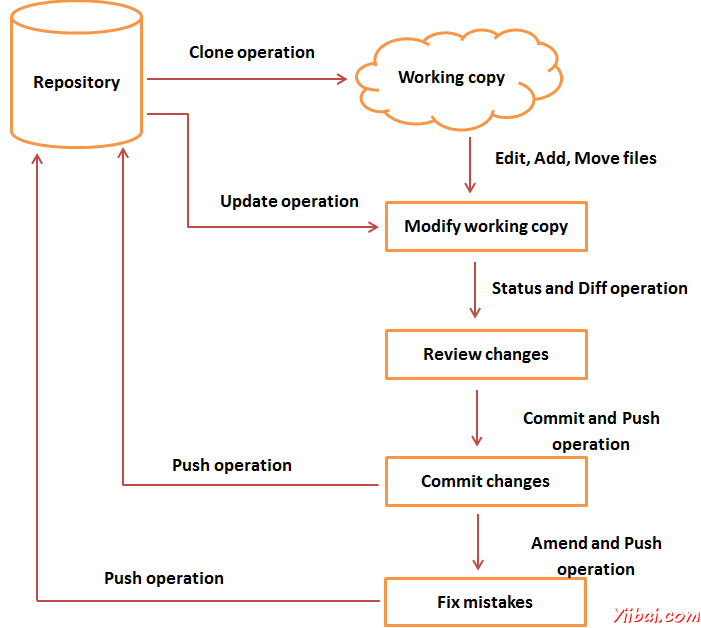 Clone operation
Repository
Working copy
Edit, Add, Move files
Update operation
Modify working copy
Status and Diff operation
Review changes
Commit and Push
operation
Push operation
Commit changes
Amend and Push
operation
Push operation
Fix mistakes
Yiibai.com